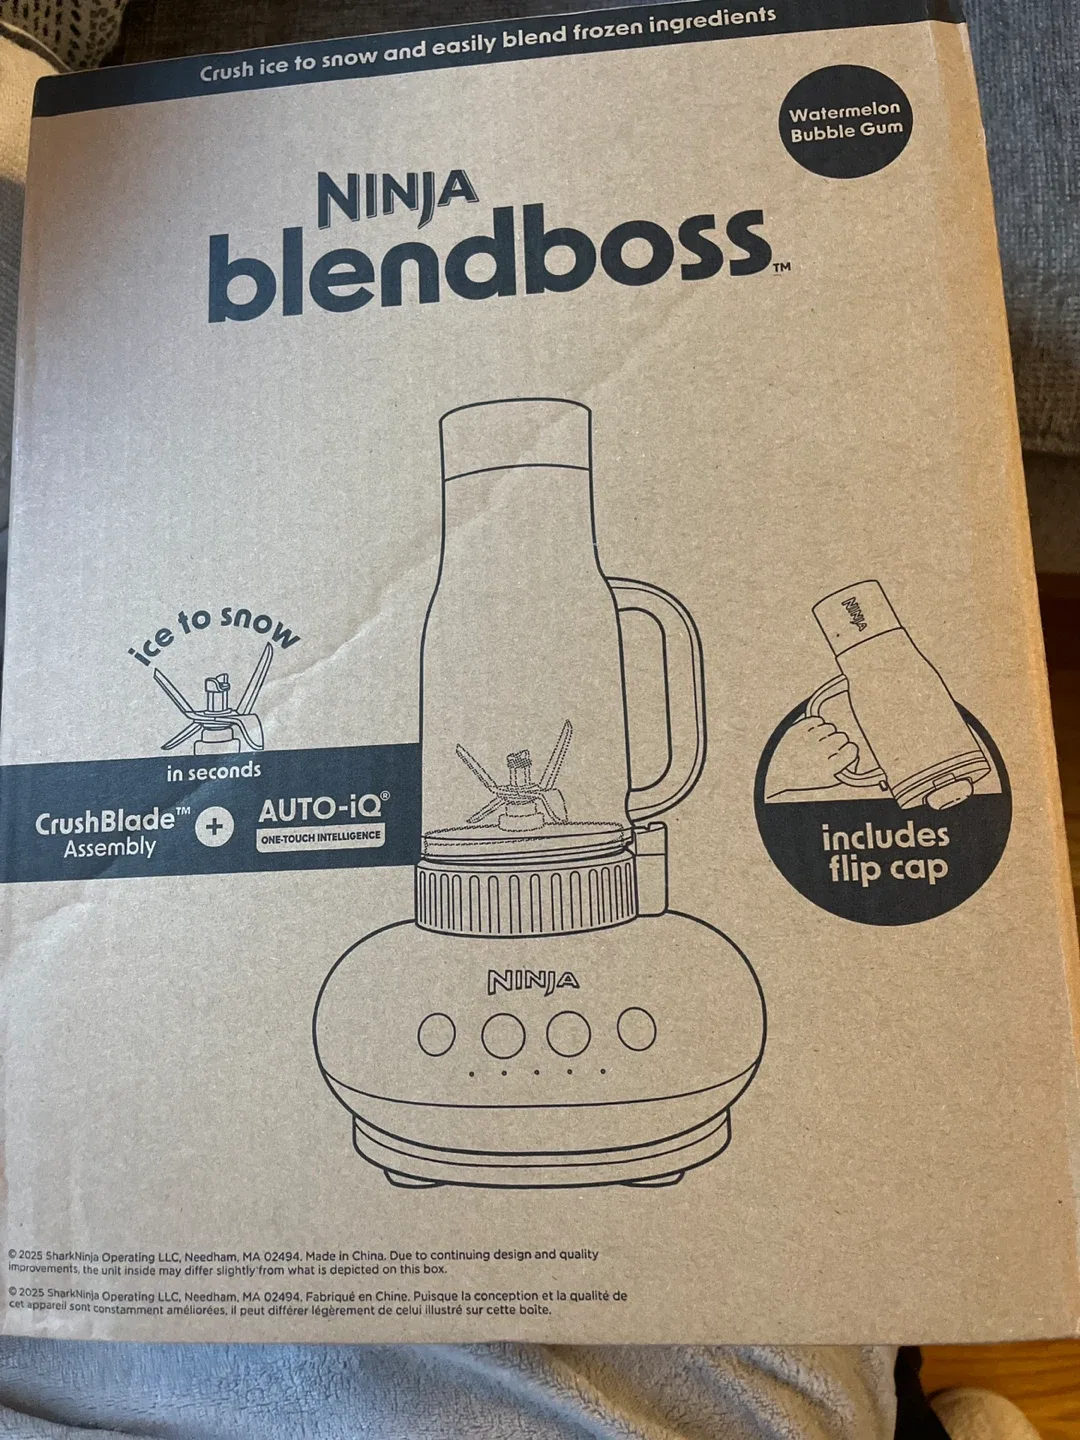 Crush ice to snow and easily blend frozen ingredients
Watermelon
Bubble Gum
NINJA
blendboss™
ice to snow
in seconds
CrushBlade™
Assembly
+
AUTO-iQ®
ONE-TOUCH INTELLIGENCE
NINJA
includes
flip cap
NINJA
© 2025 SharkNinja Operating LLC, Needham, MA 02494. Made in China. Due to continuing design and quality
improvements, the unit inside may differ slightly from what is depicted on this box.
© 2025 SharkNinja Operating LLC, Needham, MA 02494, Fabriqué en Chine. Puisque la conception et la qualité de
cet appareil sont constamment améliorées, il peut différer légèrement de celui illustré sur cette boîte.